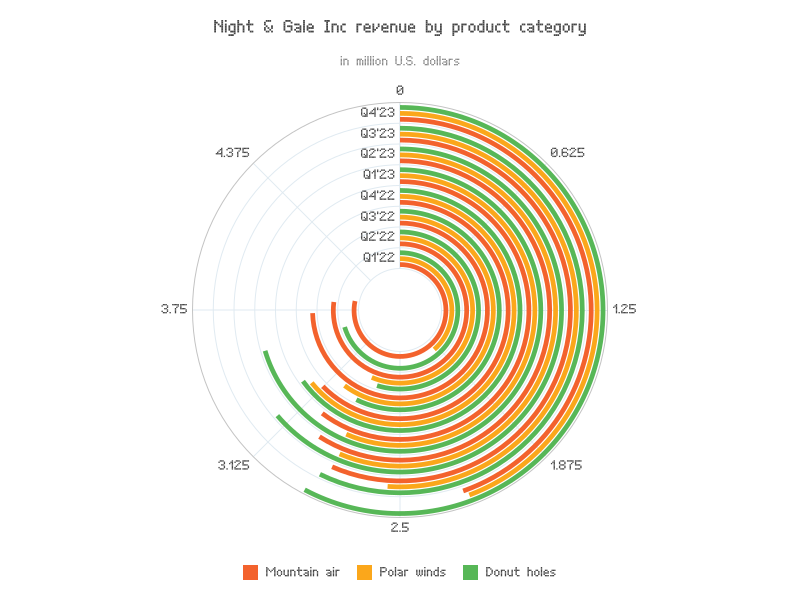 Night & Gale Inc revenue by product category
in million U.S. dollars
0
0.625
1.25
1.875
2.5
3.125
3.75
4.375
Q4'23
Q3'23
Q2'23
Q1'23
Q4'22
Q3'22
Q2'22
Q1'22
Mountain air Polar winds Donut holes